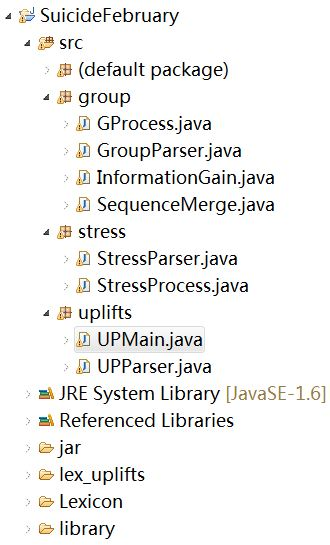 SuicideFebruary
src
(default package)
group
GProcess.java
GroupParser.java
InformationGain.java
SequenceMerge.java
stress
StressParser.java
StressProcess.java
uplifts
UPMain.java
UPParser.java
JRE System Library [JavaSE-1.6]
Referenced Libraries
jar
lex_uplifts
Lexicon
library